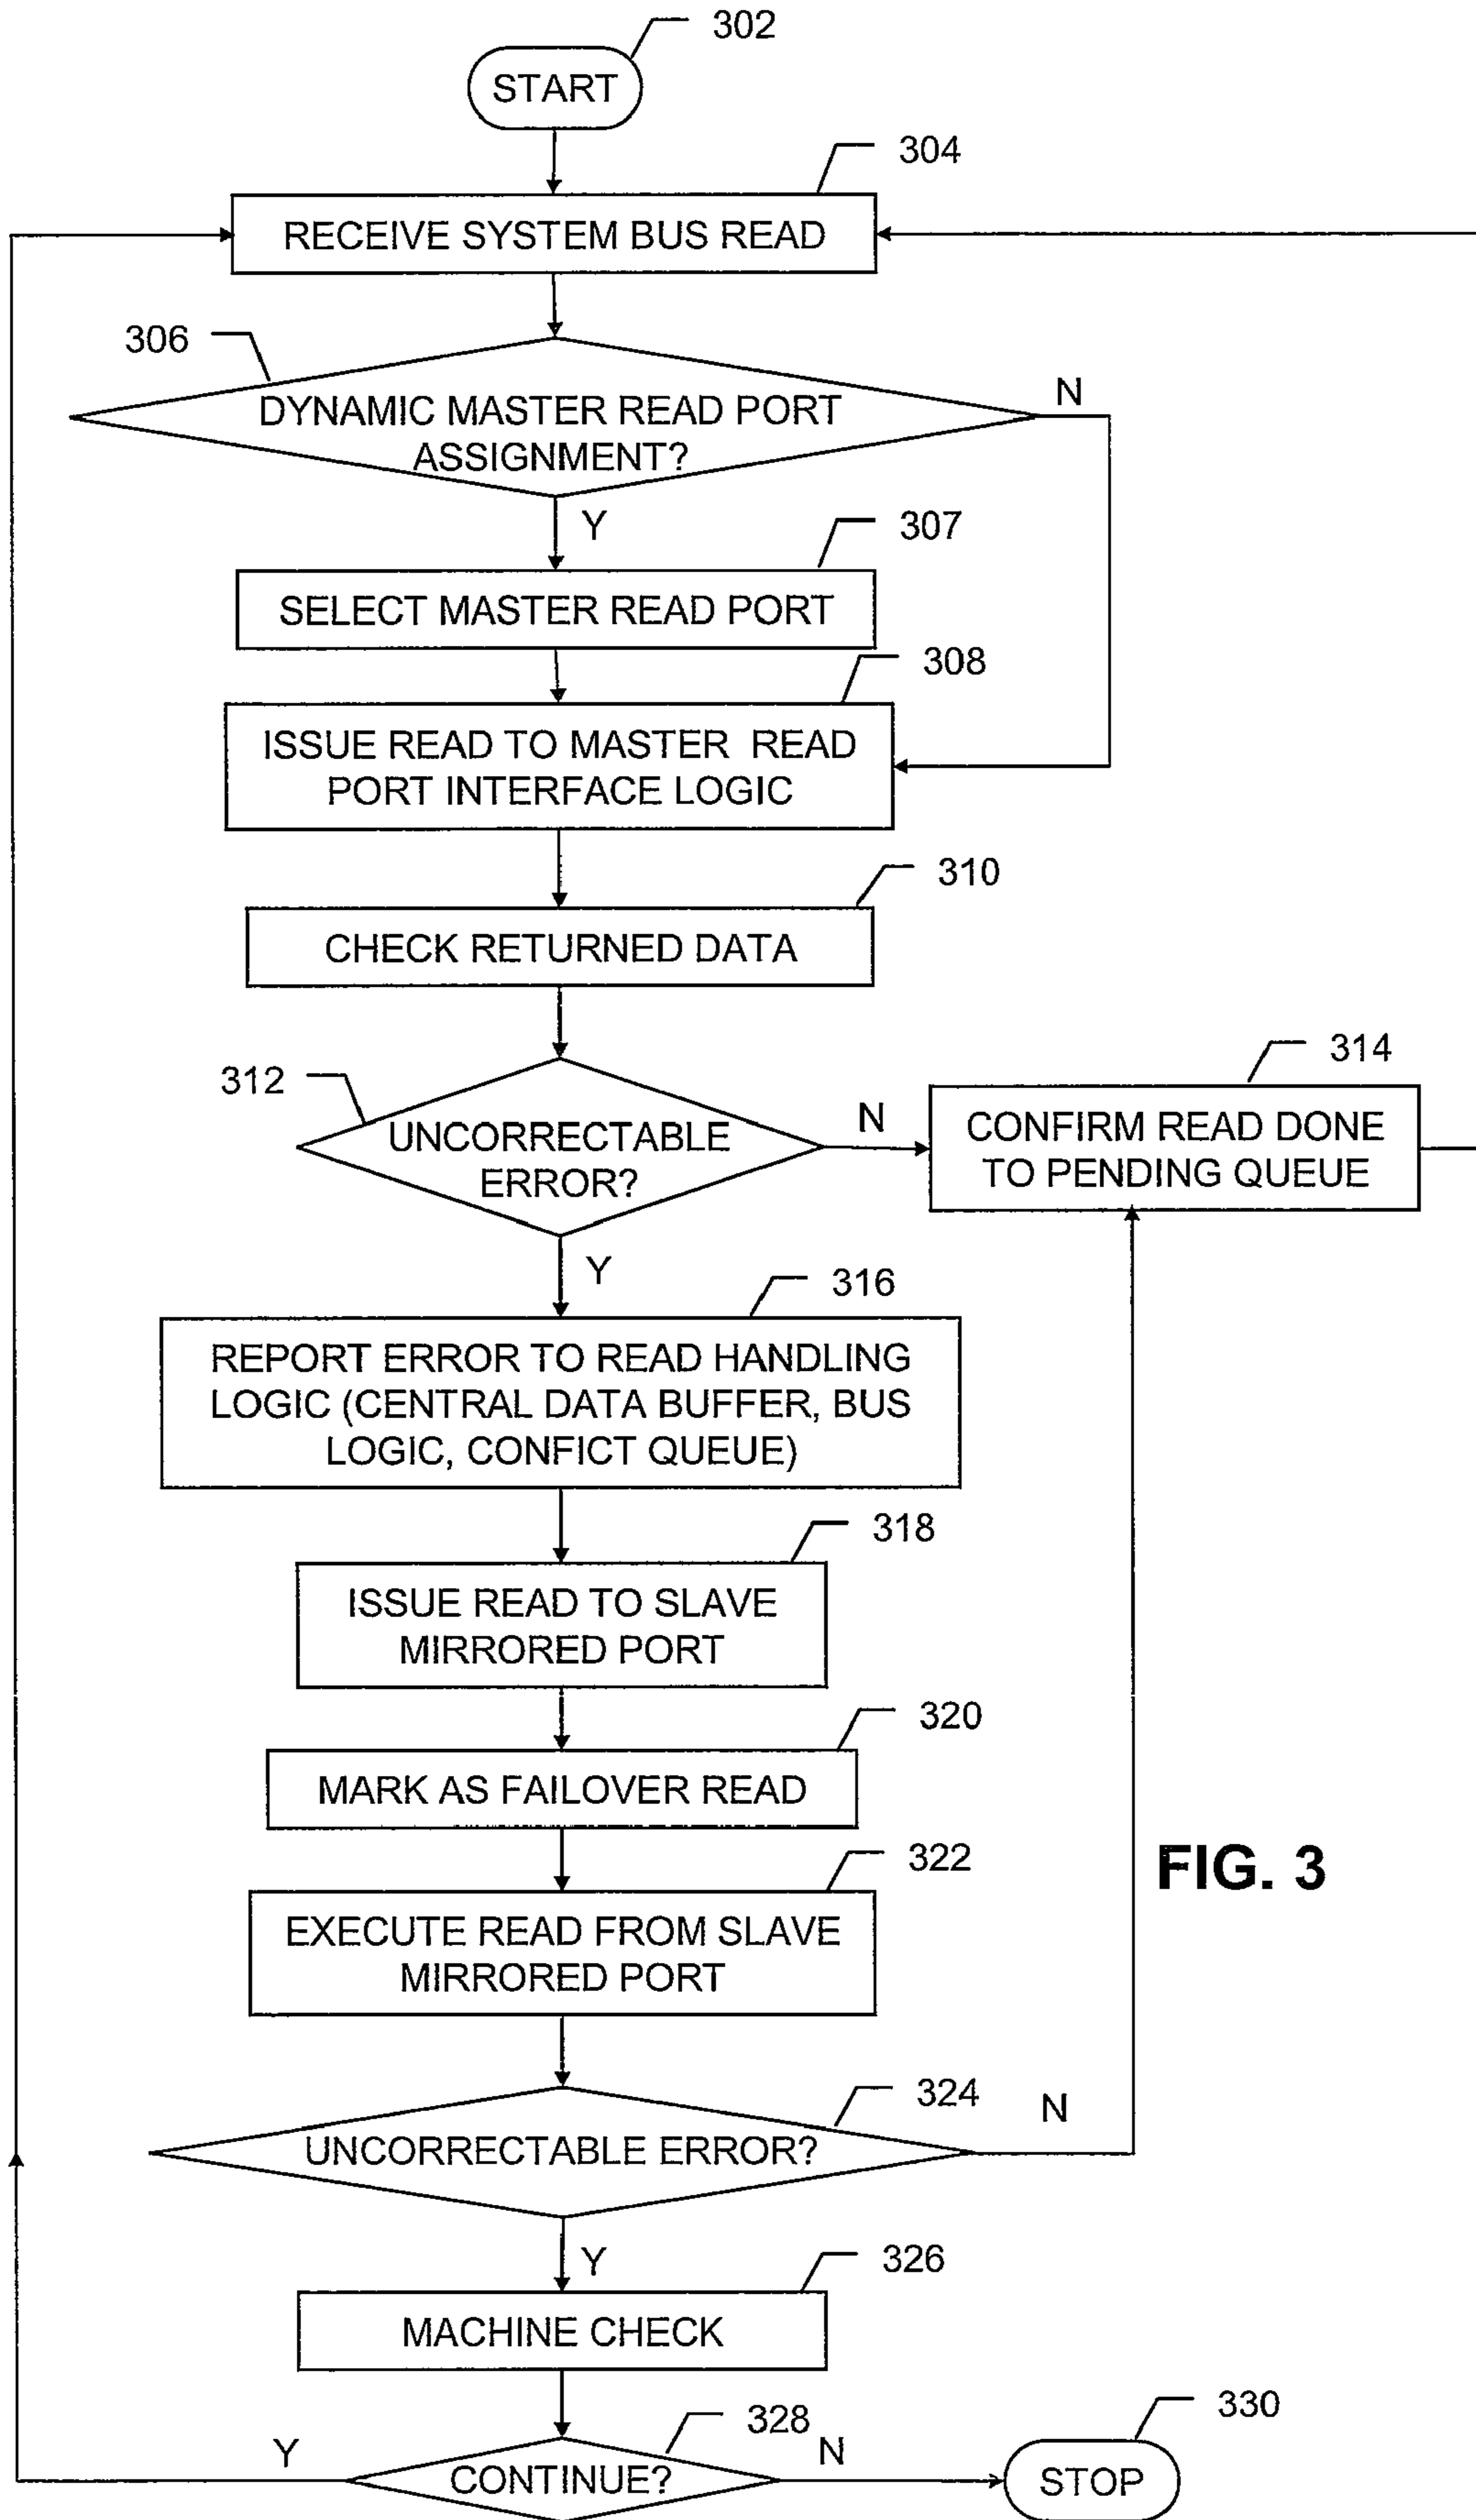 302
START
304
RECEIVE SYSTEM BUS READ
306
DYNAMIC MASTER READ PORT
ASSIGNMENT?
N
Y
307
SELECT MASTER READ PORT
308
ISSUE READ TO MASTER READ
PORT INTERFACE LOGIC
310
CHECK RETURNED DATA
312
UNCORRECTABLE
ERROR?
N
314
CONFIRM READ DONE
TO PENDING QUEUE
Y
316
REPORT ERROR TO READ HANDLING
LOGIC (CENTRAL DATA BUFFER, BUS
LOGIC, CONFICT QUEUE)
318
ISSUE READ TO SLAVE
MIRRORED PORT
320
MARK AS FAILOVER READ
322
EXECUTE READ FROM SLAVE
MIRRORED PORT
FIG. 3
324
UNCORRECTABLE ERROR?
N
Y
326
MACHINE CHECK
328
CONTINUE?
Y
N
330
STOP